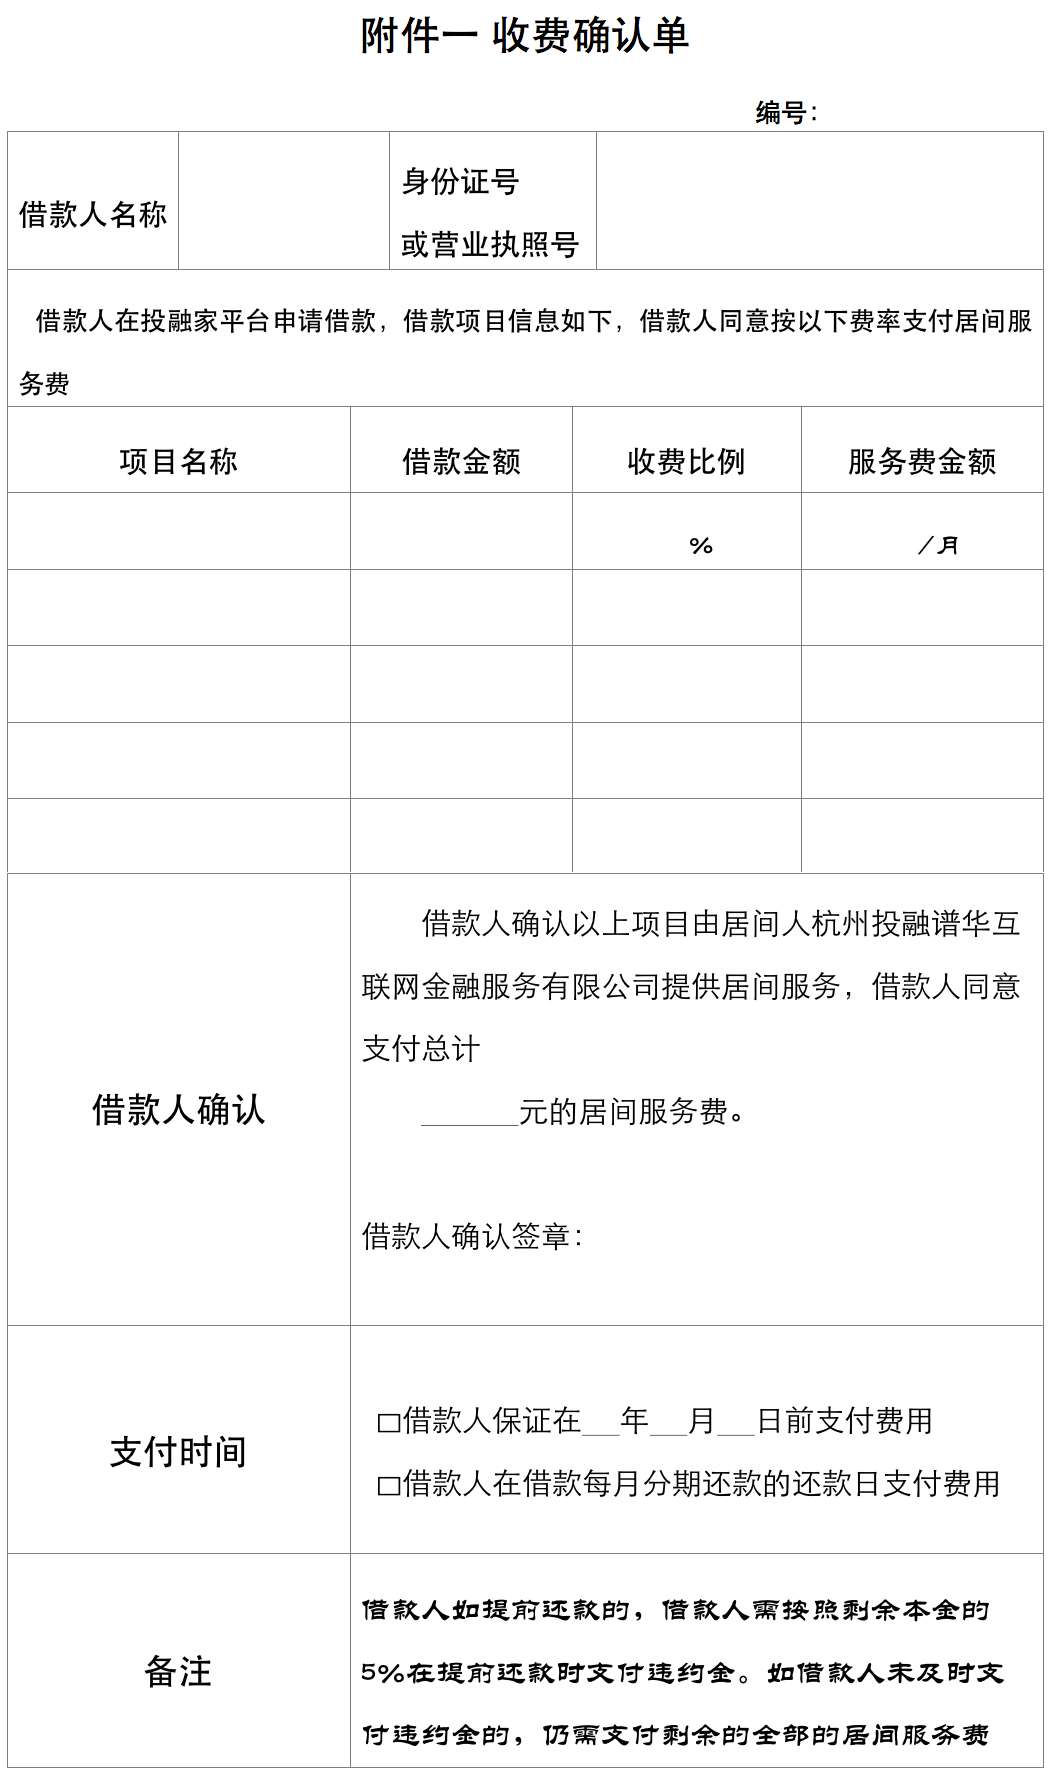 附件一 收费确认单
编号：
借款人名称
身份证号
或营业执照号
借款人在投融家平台申请借款，借款项目信息如下，借款人同意按以下费率支付居间服
务费
项目名称 借款金额 收费比例 服务费金额
% /月
借款人确认以上项目由居间人杭州投融谱华互
联网金融服务有限公司提供居间服务，借款人同意
支付总计
借款人确认
______元的居间服务费。
借款人确认签章：
□借款人保证在__年__月__日前支付费用
支付时间
□借款人在借款每月分期还款的还款日支付费用
借款人如提前还款的，借款人需按照剩余本金的
备注
5%在提前还款时支付违约金。如借款人未及时支
付违约金的，仍需支付剩余的全部的居间服务费